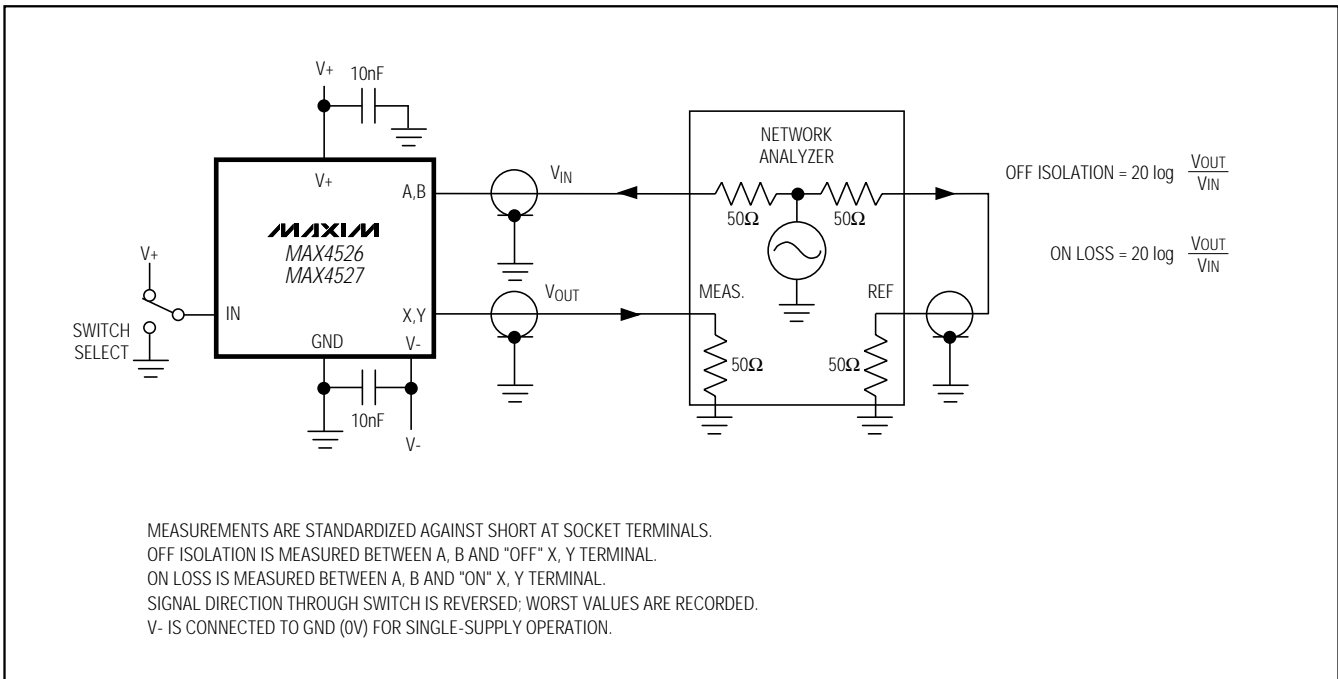 V+
10nF
V+
A,B
VIN
MAXIM
MAX4526
MAX4527
V+
IN
SWITCH
SELECT
GND
V-
X,Y
VOUT
10nF
V-
NETWORK
ANALYZER
50Ω
50Ω
MEAS.
REF
50Ω
50Ω
OFF ISOLATION = 20 log VOUT
VIN
ON LOSS = 20 log VOUT
VIN
MEASUREMENTS ARE STANDARDIZED AGAINST SHORT AT SOCKET TERMINALS.
OFF ISOLATION IS MEASURED BETWEEN A, B AND "OFF" X, Y TERMINAL.
ON LOSS IS MEASURED BETWEEN A, B AND "ON" X, Y TERMINAL.
SIGNAL DIRECTION THROUGH SWITCH IS REVERSED; WORST VALUES ARE RECORDED.
V- IS CONNECTED TO GND (0V) FOR SINGLE-SUPPLY OPERATION.